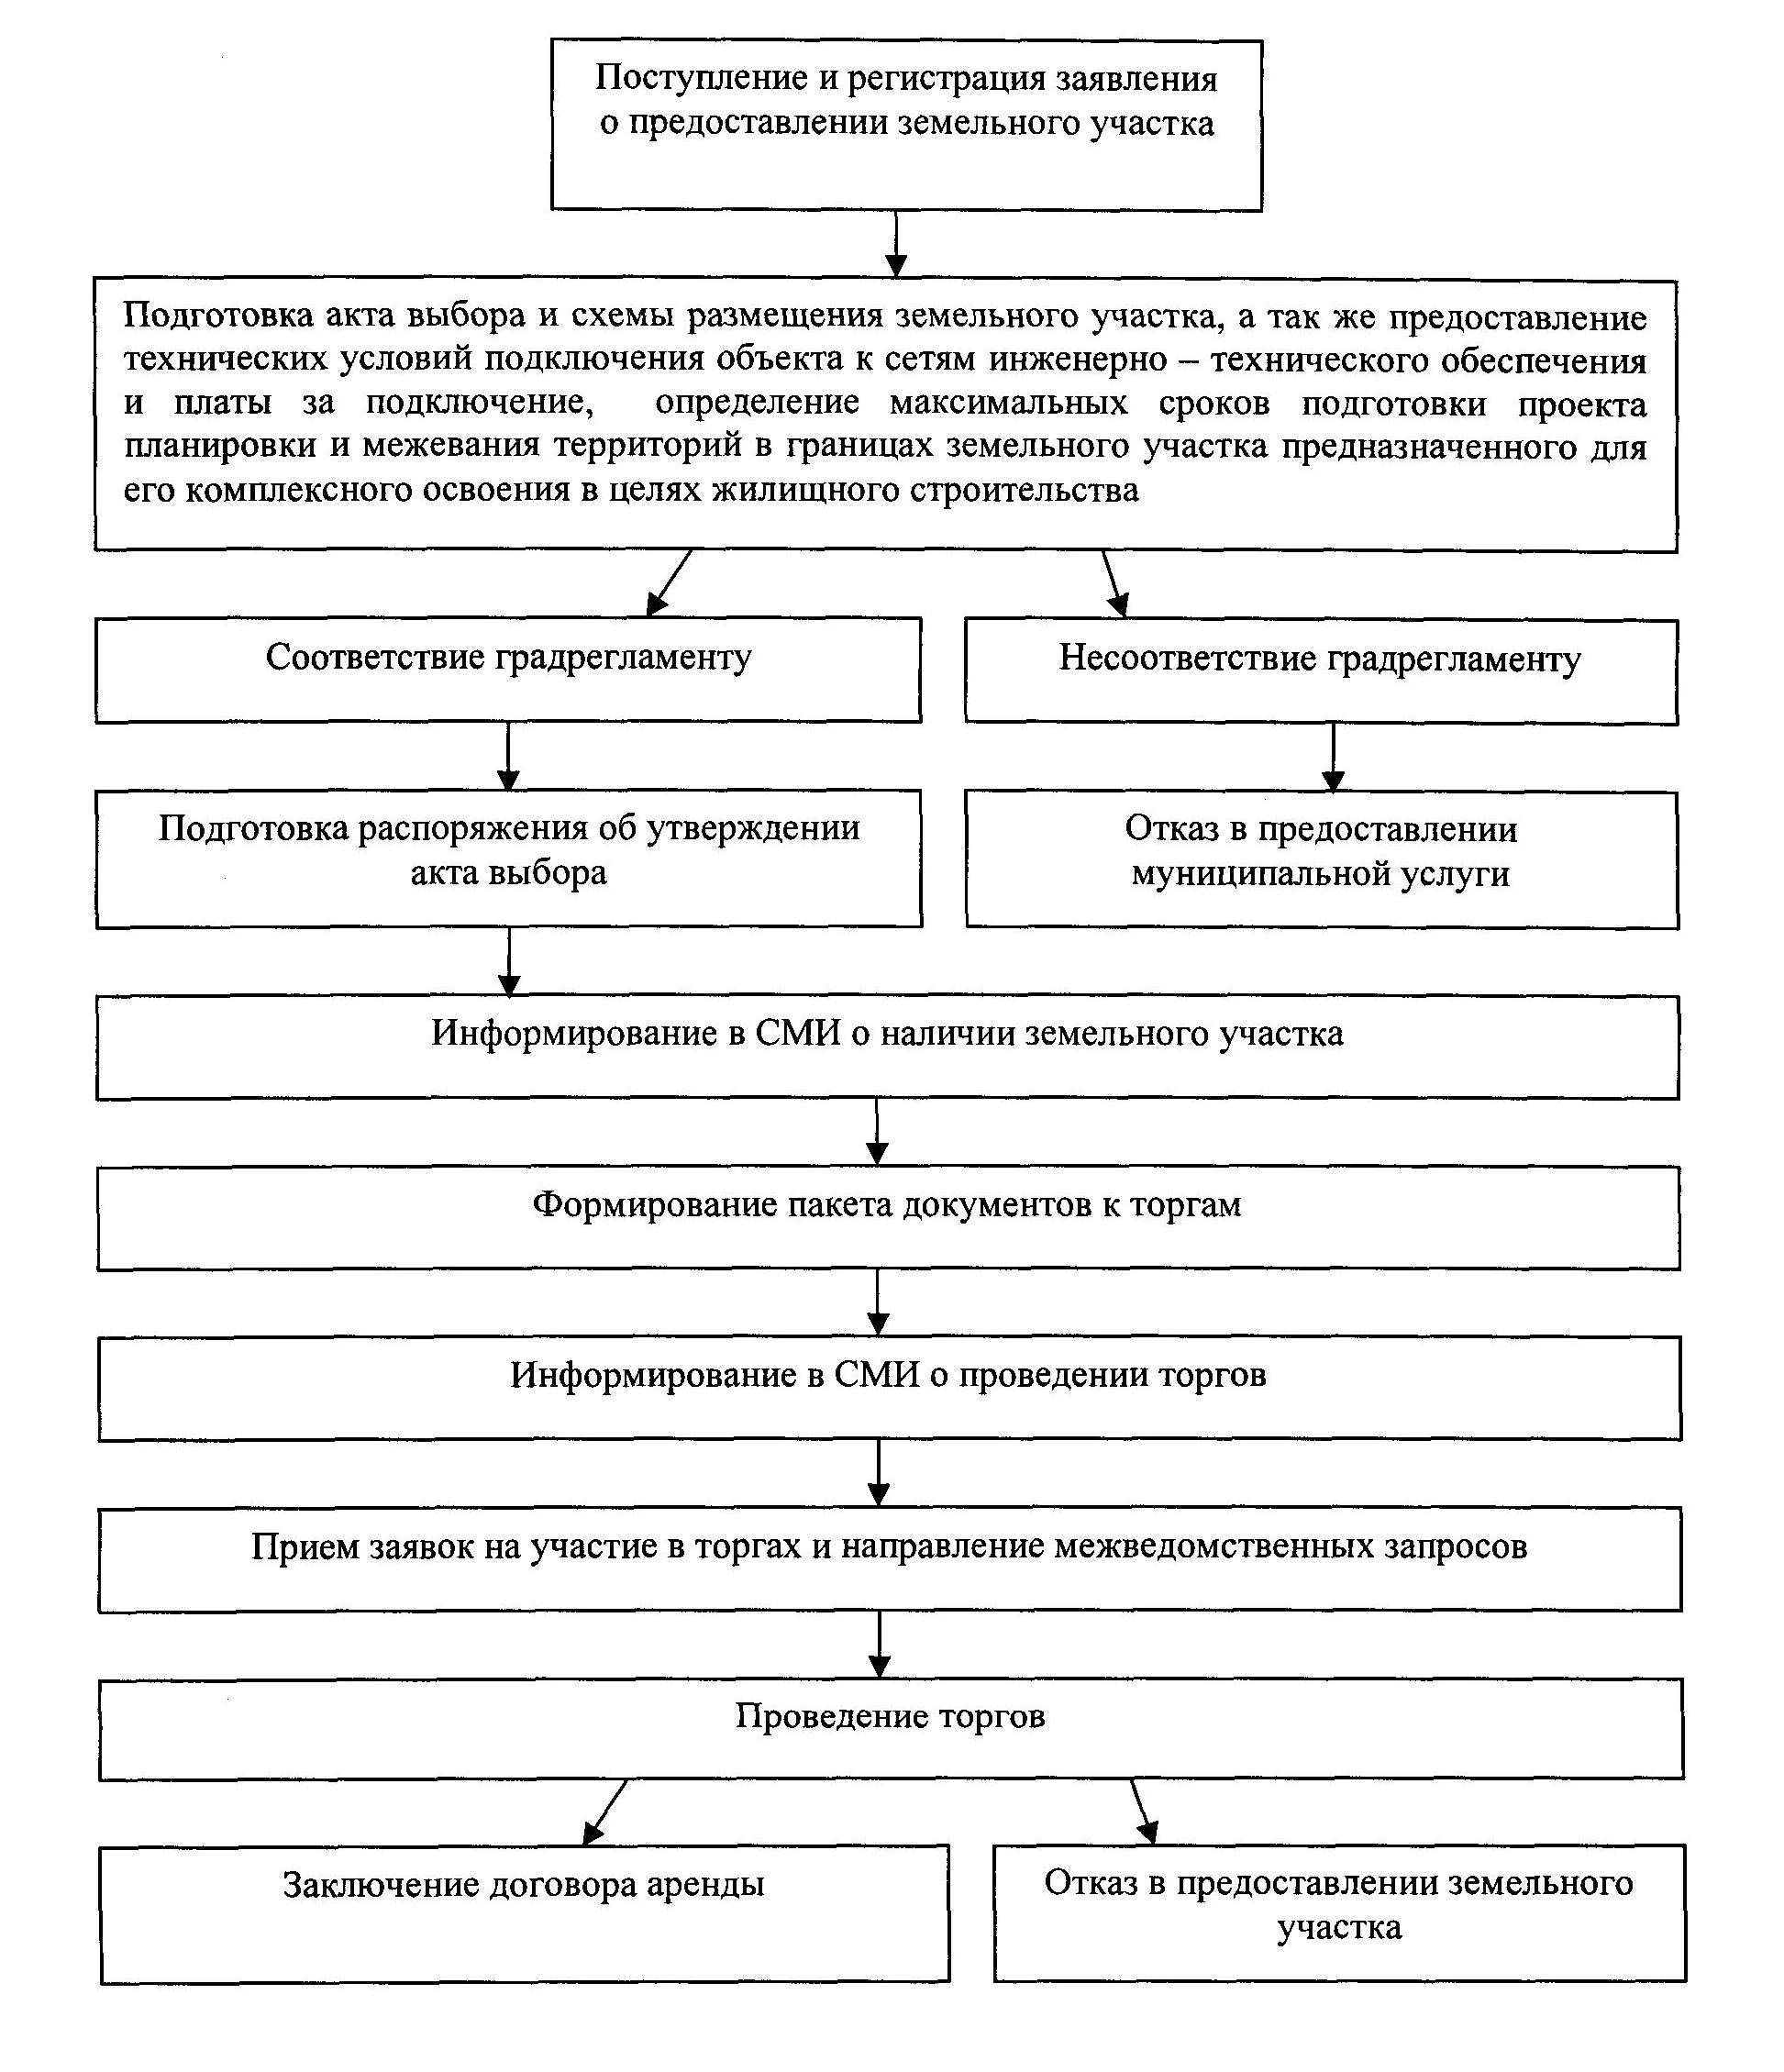 Поступление и регистрация заявления
о предоставлении земельного участка
Подготовка акта выбора и схемы размещения земельного участка, а так же предоставление
технических условий подключения объекта к сетям инженерно – технического обеспечения
и платы за подключение, определение максимальных сроков подготовки проекта
планировки и межевания территорий в границах земельного участка предназначенного для
его комплексного освоения в целях жилищного строительства
Соответствие градрегламенту
Несоответствие градрегламенту
Подготовка распоряжения об утверждении
акта выбора
Отказ в предоставлении
муниципальной услуги
Информирование в СМИ о наличии земельного участка
Формирование пакета документов к торгам
Информирование в СМИ о проведении торгов
Прием заявок на участие в торгах и направление межведомственных запросов
Проведение торгов
Заключение договора аренды
Отказ в предоставлении земельного
участка